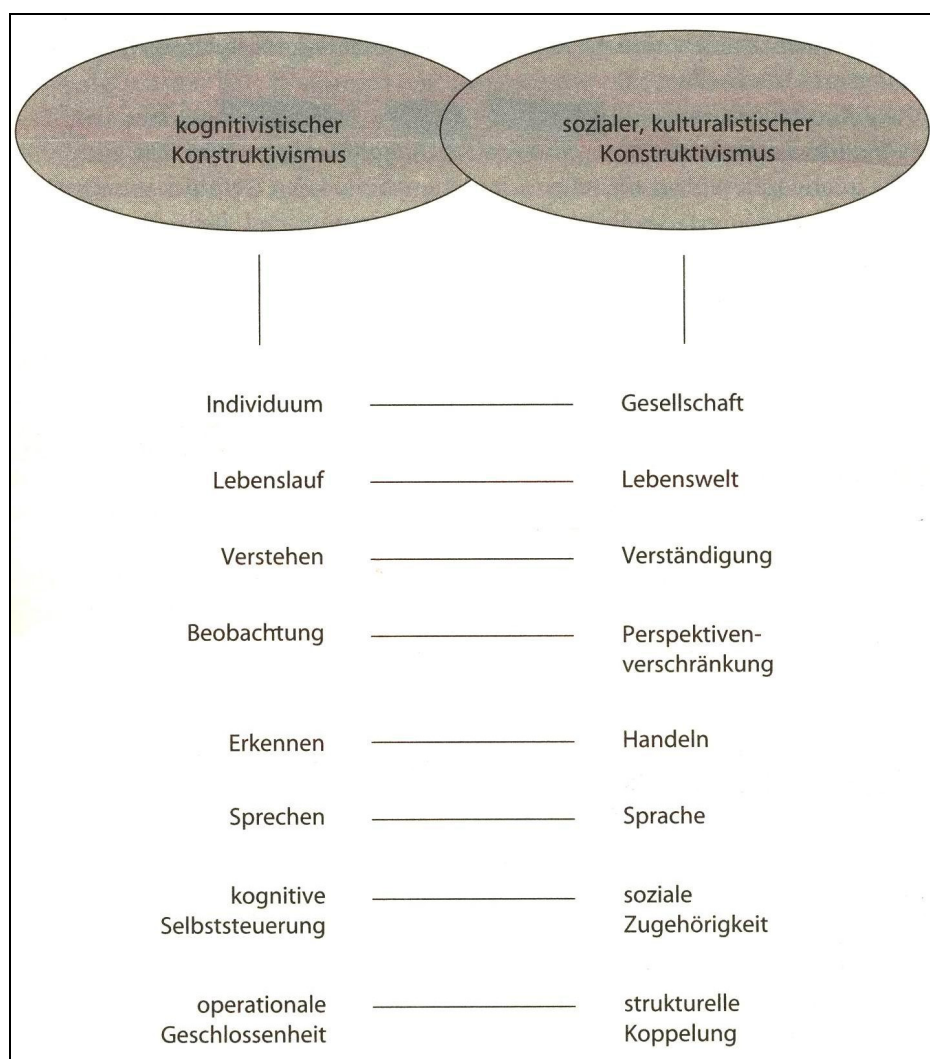 kognitivistischer
Konstruktivismus
sozialer, kulturalistischer
Konstruktivismus
Individuum
Gesellschaft
Lebenslauf
Lebenswelt
Verstehen
Verständigung
Beobachtung
Perspektiven-
verschränkung
Erkennen
Handeln
Sprechen
Sprache
kognitive
Selbststeuerung
soziale
Zugehörigkeit
operationale
Geschlossenheit
strukturelle
Koppelung